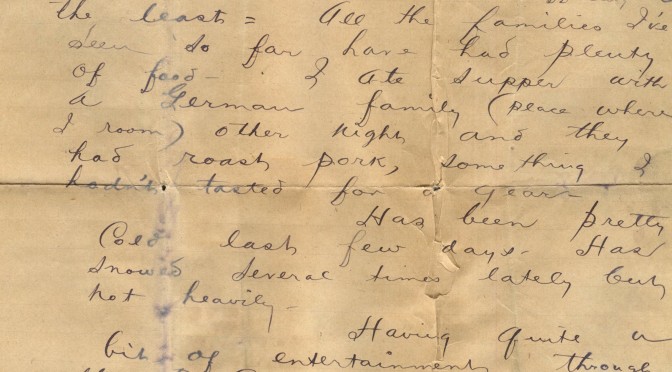 the least = All the families I've
seen so far have had plenty
of food - I ate supper with
a German family (place where
I room) other night and they
had roast pork, something I
hadn't tasted for a year -
Has been pretty
Cold last few days - Has
snowed several times lately but
not heavily -
Having quite a
bit of entertainment through